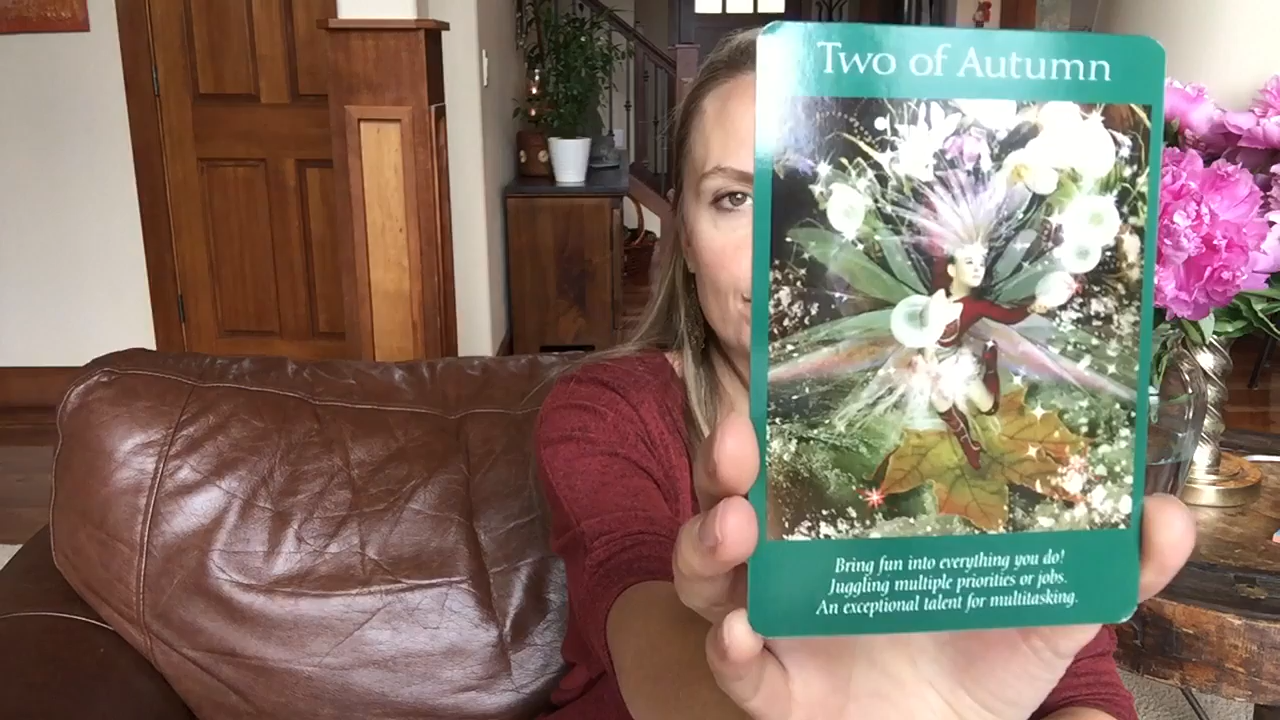 Two of Autumn
Bring fun into everything you do!
Juggling multiple priorities or jobs.
An exceptional talent for multitasking.